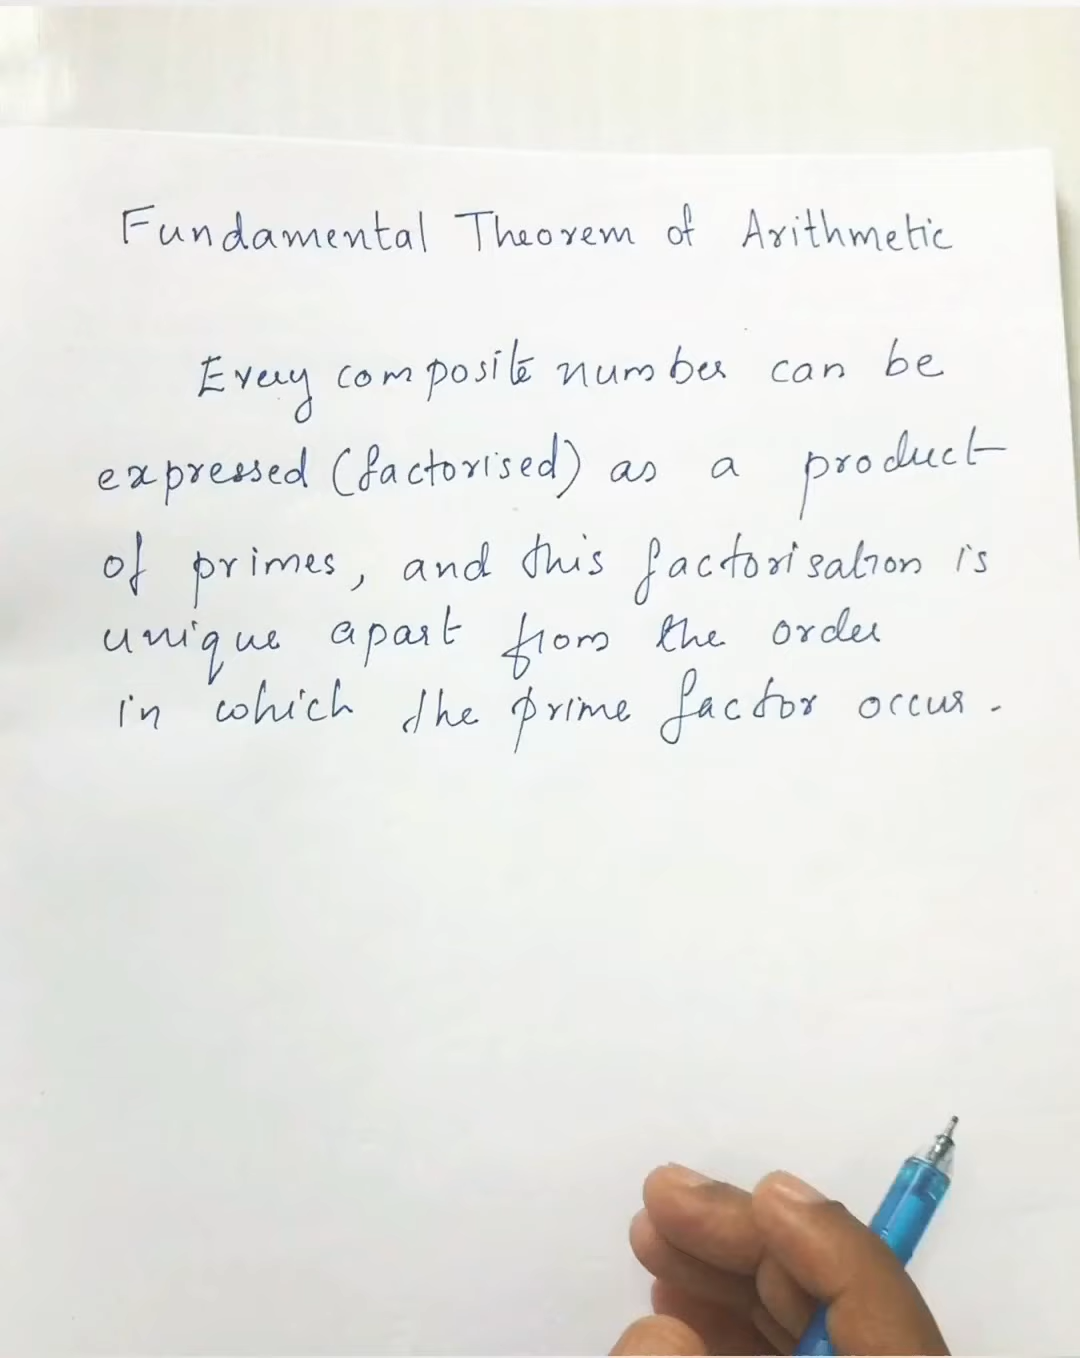 Fundamental Theorem of Arithmetic
Every composite number can be
expressed (factorised) as a product
of primes, and this factorisation is
unique apart from the order
in which the prime factor occur.